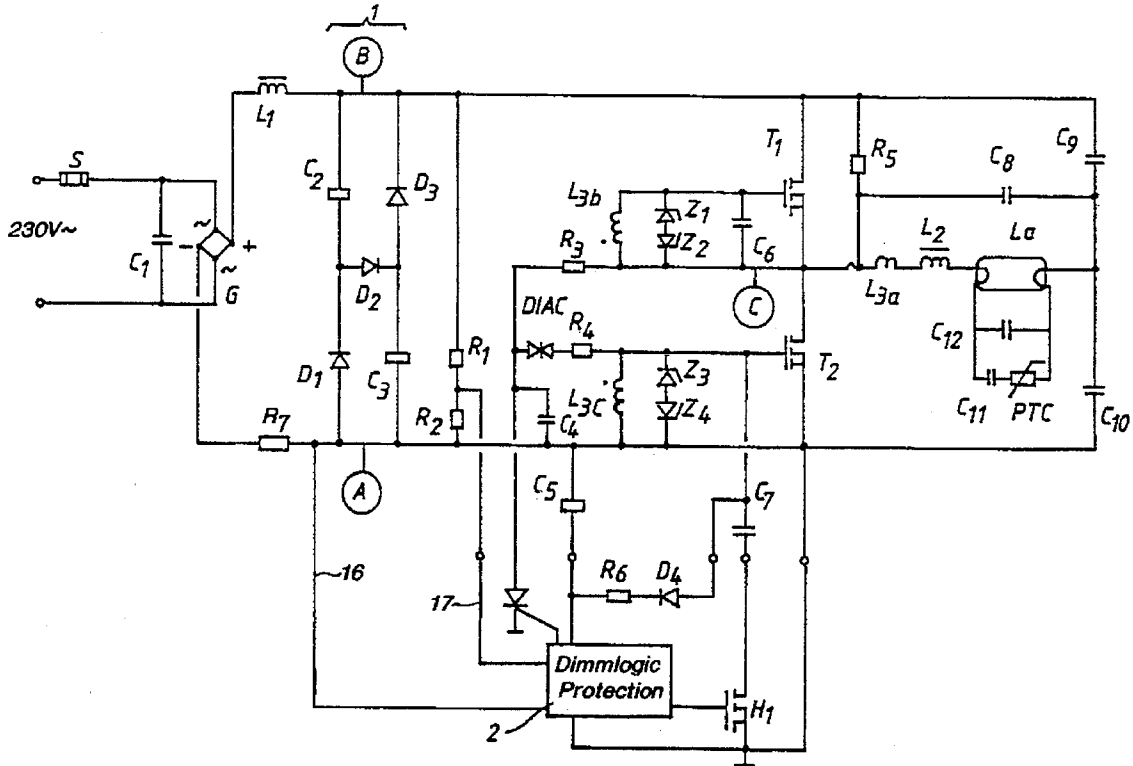 1
B
L1
S
C2
D3
T1
R5
C8
C9
230V~
C1
~
-
+
~
G
L3b
Z1
Z2
C6
R3
D2
C
L3a
L2
La
DIAC
R4
D1
C3
R1
R2
L3C
C4
Z3
Z4
T2
C12
C11
PTC
C10
R7
A
C5
C7
16
17
R6
D4
Dimmlogic
Protection
2
H1